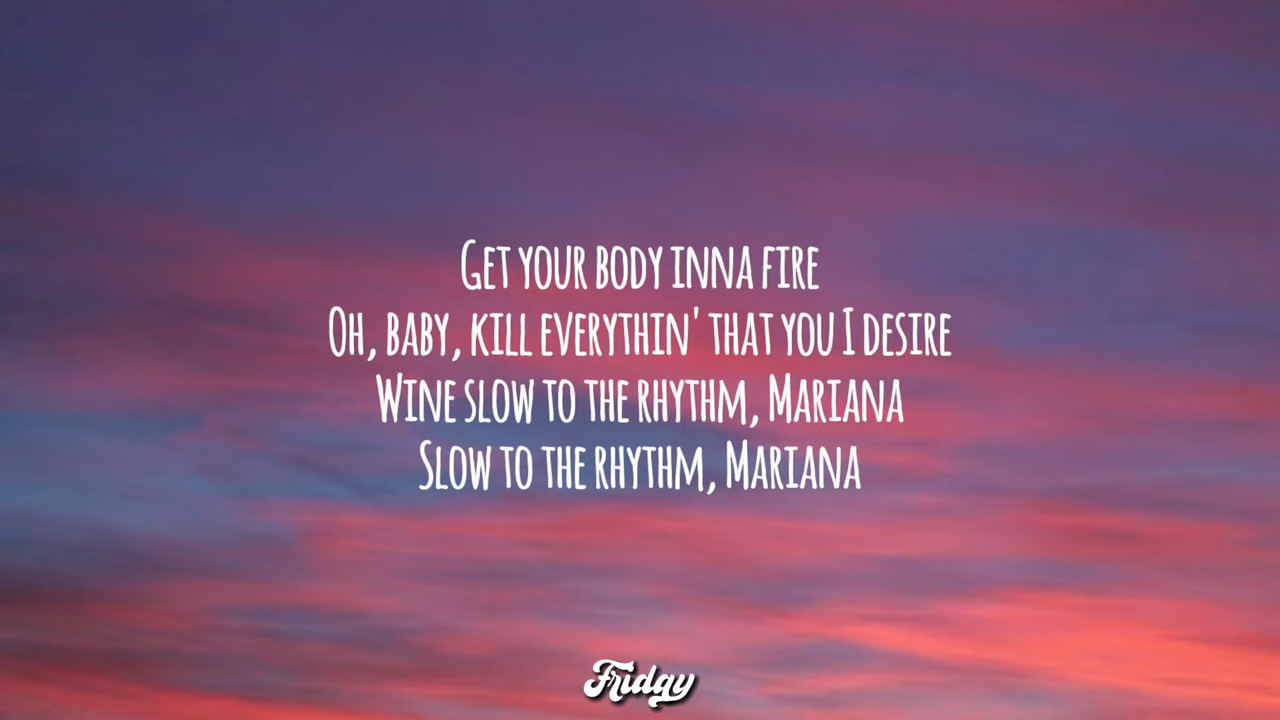 Get your body inna fire
Oh, baby, kill everythin' that you I desire
Wine slow to the rhythm, Mariana
Slow to the rhythm, Mariana
Friday